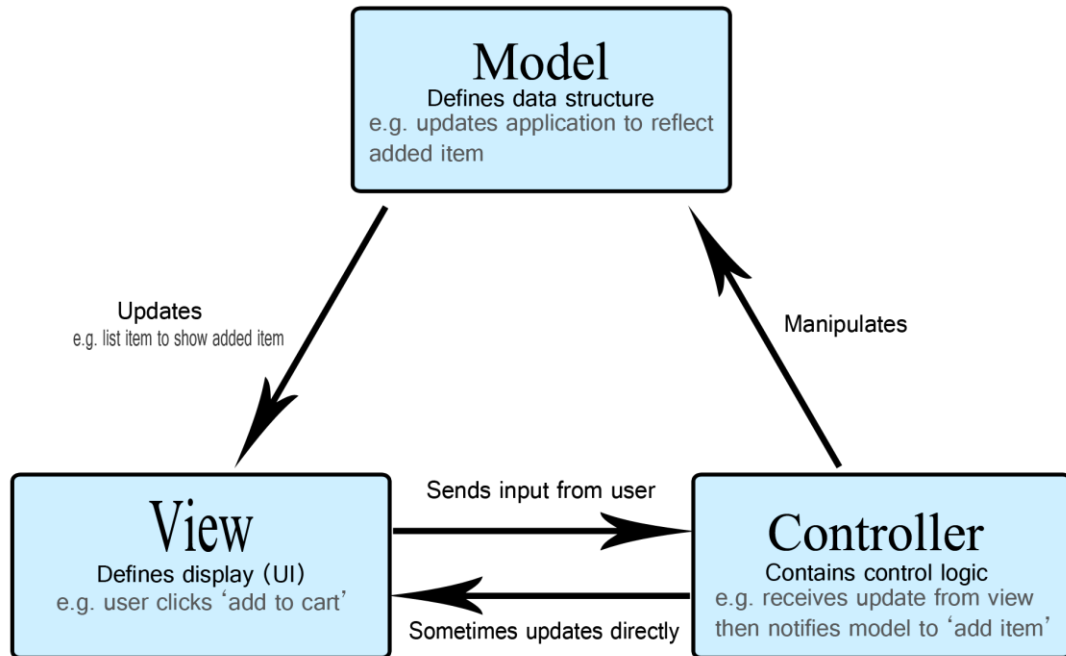 Model
Defines data structure
e.g. updates application to reflect
added item
Updates
e.g. list item to show added item
Manipulates
Sends input from user
View
Defines display (UI)
e.g. user clicks ‘add to cart’
Controller
Contains control logic
e.g. receives update from view
then notifies model to ‘add item’
Sometimes updates directly